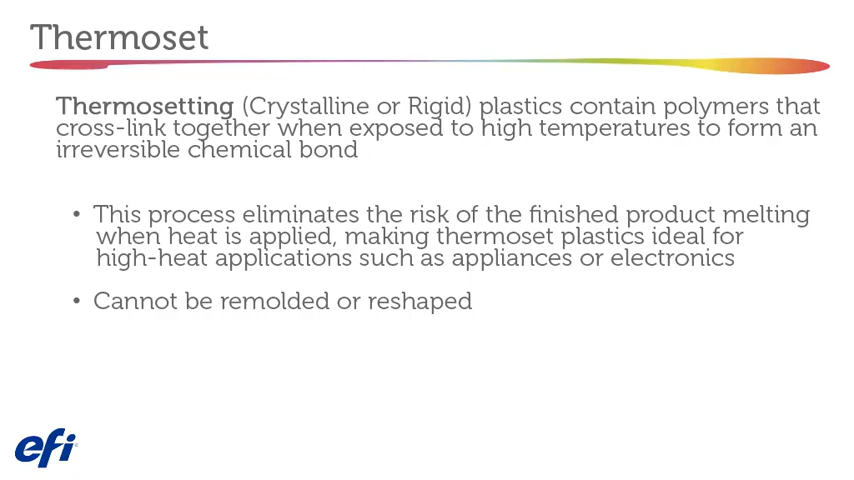 Thermoset
Thermosetting (Crystalline or Rigid) plastics contain polymers that
cross-link together when exposed to high temperatures to form an
irreversible chemical bond
• This process eliminates the risk of the finished product melting
when heat is applied, making thermoset plastics ideal for
high-heat applications such as appliances or electronics
• Cannot be remolded or reshaped
efi